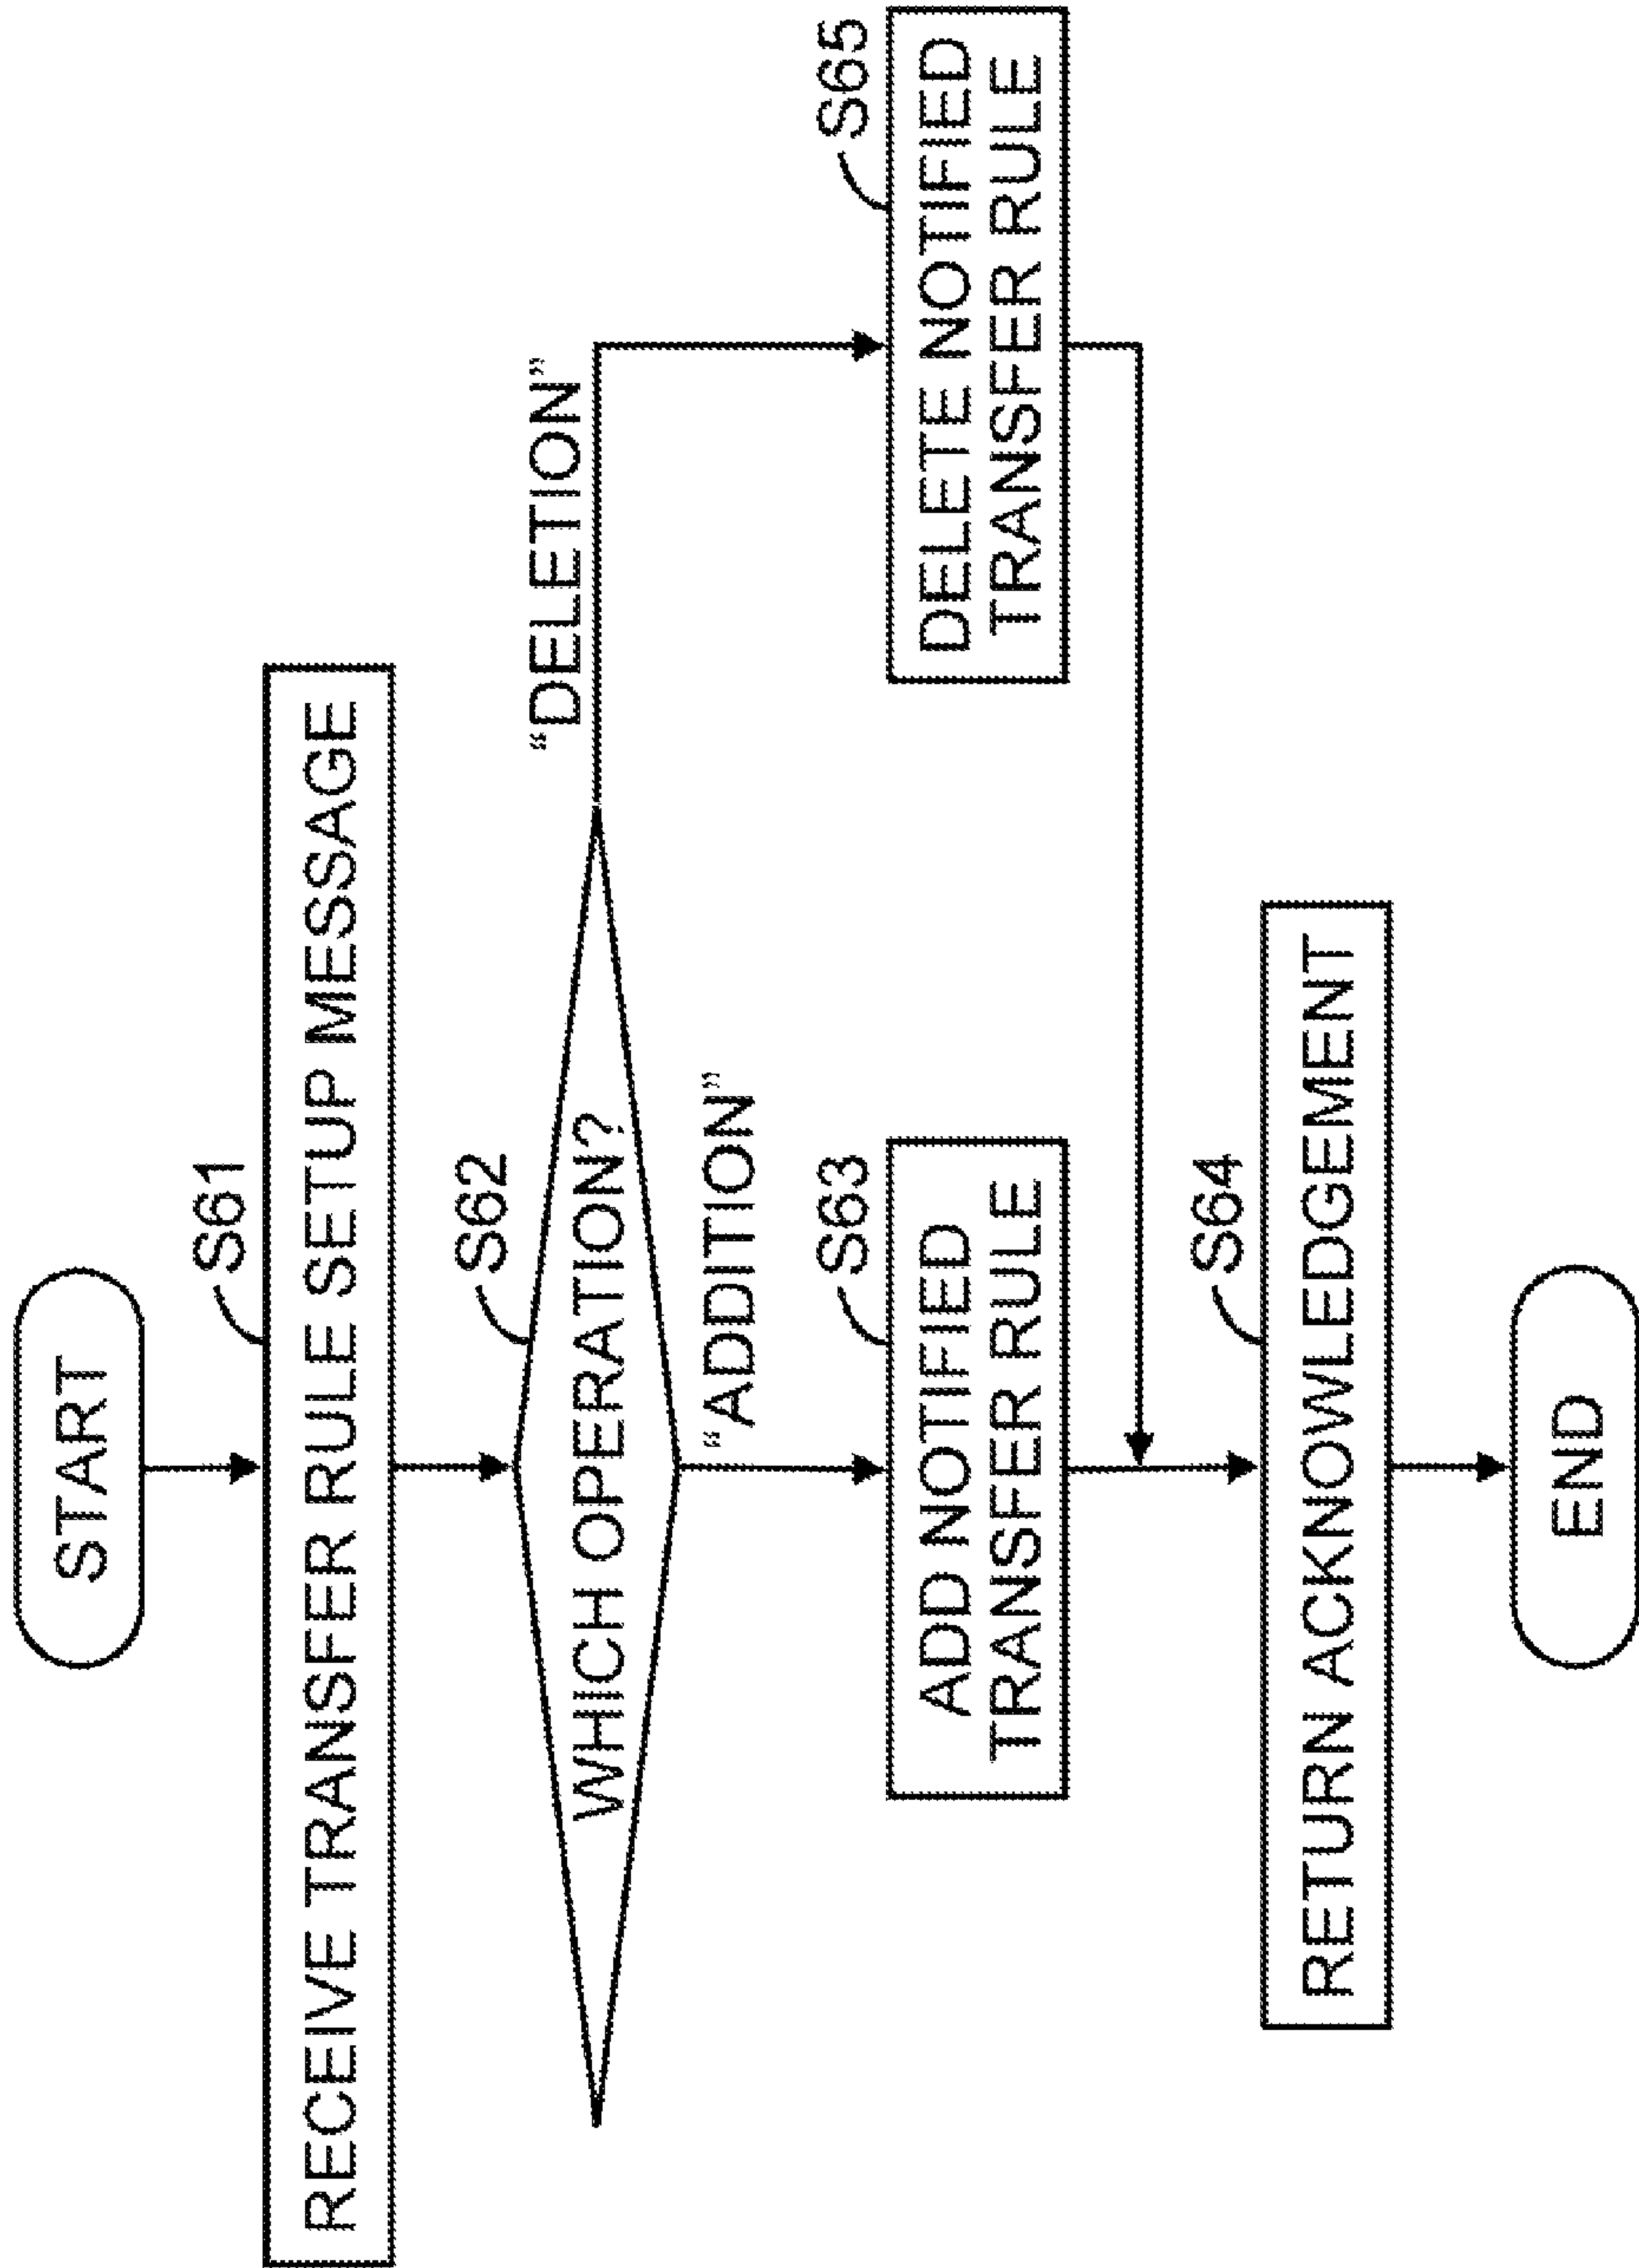 START
S61
RECEIVE TRANSFER RULE SETUP MESSAGE
S62
WHICH OPERATION?
“DELETION”
“ADDITION”
S63
ADD NOTIFIED
TRANSFER RULE
S65
DELETE NOTIFIED
TRANSFER RULE
S64
RETURN ACKNOWLEDGEMENT
END